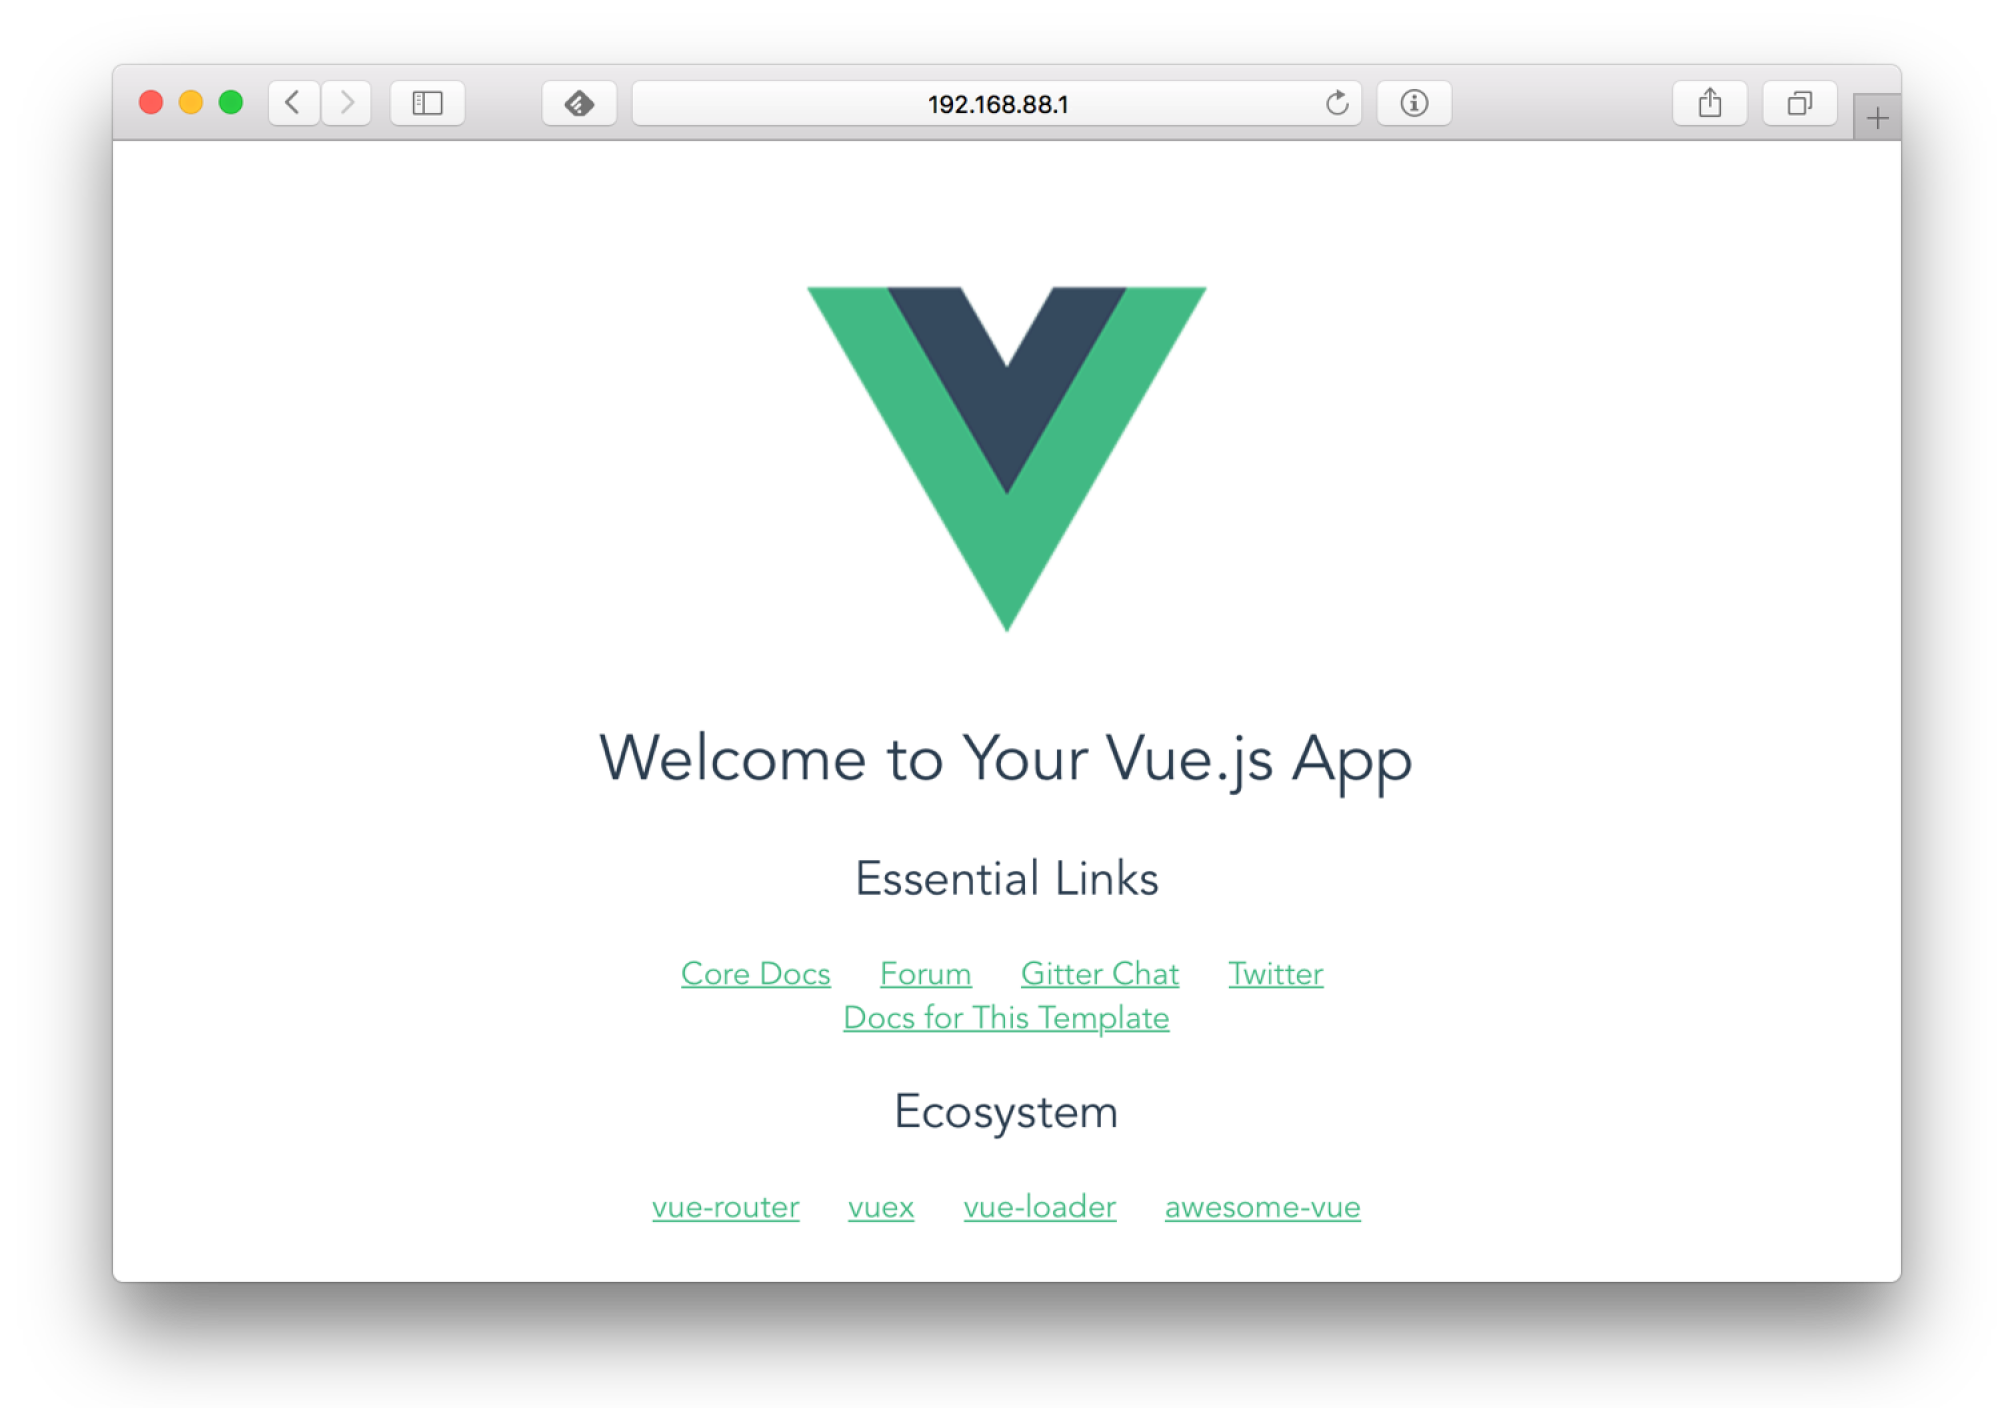 192.168.88.1
Welcome to Your Vue.js App
Essential Links
Core Docs Forum Gitter Chat Twitter
Docs for This Template
Ecosystem
vue-router vuex vue-loader awesome-vue